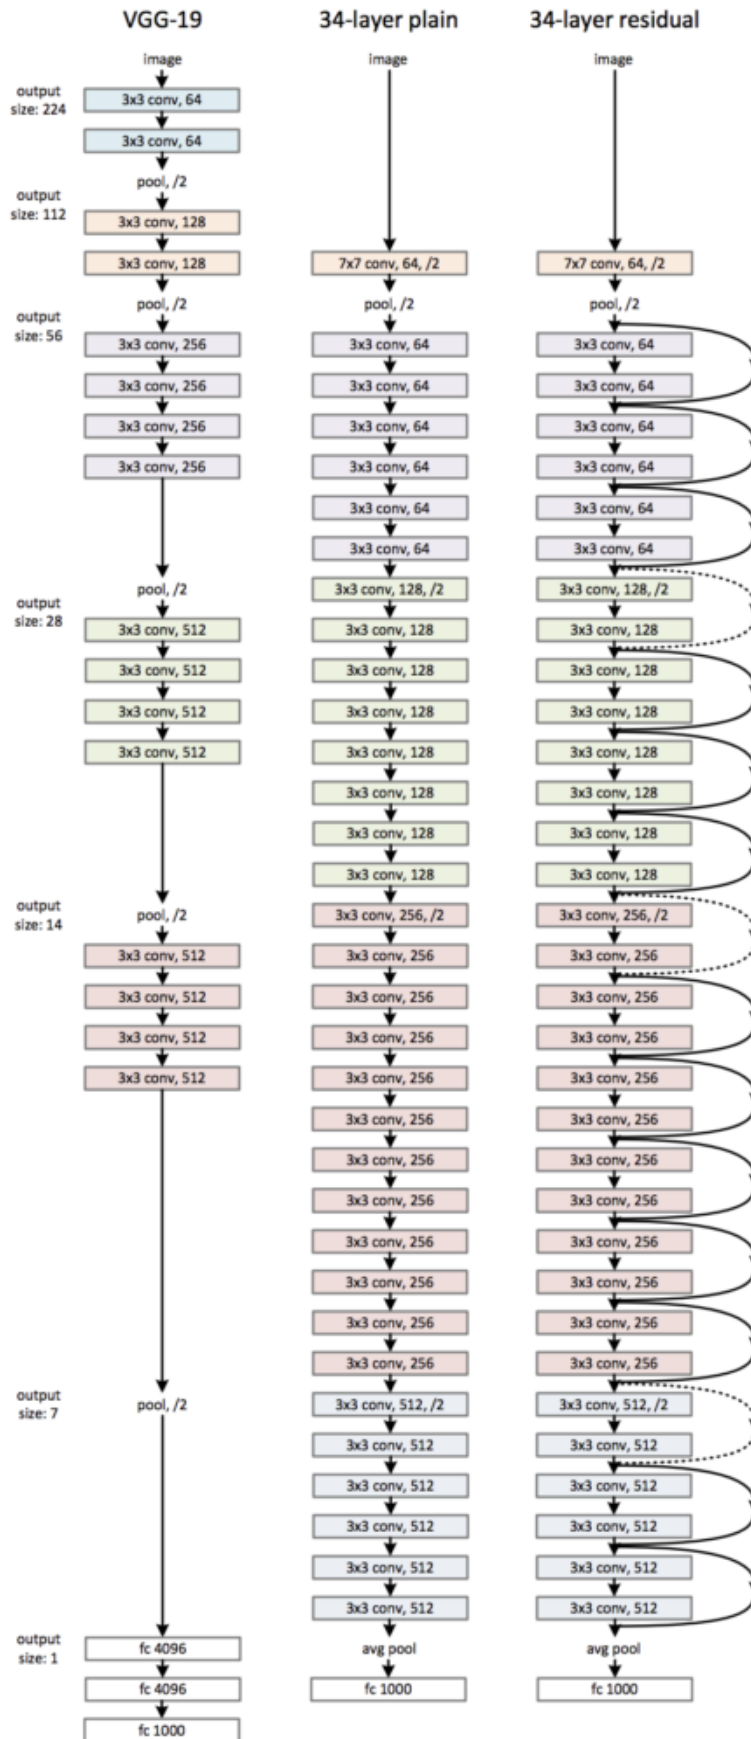 VGG-19
image
output
size: 224
3x3 conv, 64
3x3 conv, 64
pool, /2
output
size: 112
3x3 conv, 128
3x3 conv, 128
pool, /2
output
size: 56
3x3 conv, 256
3x3 conv, 256
3x3 conv, 256
3x3 conv, 256
pool, /2
output
size: 28
3x3 conv, 512
3x3 conv, 512
3x3 conv, 512
3x3 conv, 512
pool, /2
output
size: 14
3x3 conv, 512
3x3 conv, 512
3x3 conv, 512
3x3 conv, 512
output
size: 7
pool, /2
output
size: 1
fc 4096
fc 4096
fc 1000
34-layer plain
image
7x7 conv, 64, /2
pool, /2
3x3 conv, 64
3x3 conv, 64
3x3 conv, 64
3x3 conv, 64
3x3 conv, 64
3x3 conv, 64
3x3 conv, 128, /2
3x3 conv, 128
3x3 conv, 128
3x3 conv, 128
3x3 conv, 128
3x3 conv, 128
3x3 conv, 128
3x3 conv, 128
3x3 conv, 256, /2
3x3 conv, 256
3x3 conv, 256
3x3 conv, 256
3x3 conv, 256
3x3 conv, 256
3x3 conv, 256
3x3 conv, 256
3x3 conv, 256
3x3 conv, 256
3x3 conv, 256
3x3 conv, 256
3x3 conv, 512, /2
3x3 conv, 512
3x3 conv, 512
3x3 conv, 512
3x3 conv, 512
3x3 conv, 512
avg pool
fc 1000
34-layer residual
image
7x7 conv, 64, /2
pool, /2
3x3 conv, 64
3x3 conv, 64
3x3 conv, 64
3x3 conv, 64
3x3 conv, 64
3x3 conv, 64
3x3 conv, 128, /2
3x3 conv, 128
3x3 conv, 128
3x3 conv, 128
3x3 conv, 128
3x3 conv, 128
3x3 conv, 128
3x3 conv, 128
3x3 conv, 256, /2
3x3 conv, 256
3x3 conv, 256
3x3 conv, 256
3x3 conv, 256
3x3 conv, 256
3x3 conv, 256
3x3 conv, 256
3x3 conv, 256
3x3 conv, 256
3x3 conv, 256
3x3 conv, 256
3x3 conv, 512, /2
3x3 conv, 512
3x3 conv, 512
3x3 conv, 512
3x3 conv, 512
3x3 conv, 512
avg pool
fc 1000